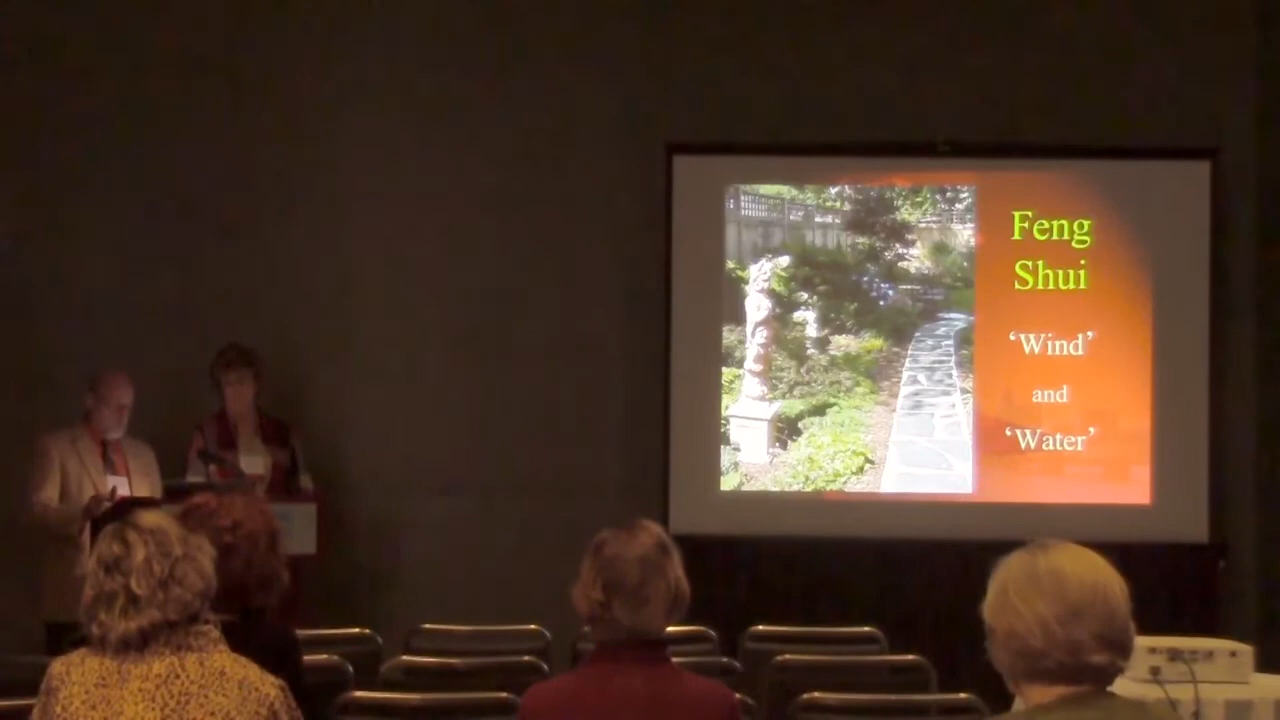 Feng
Shui
‘Wind’
and
‘Water’